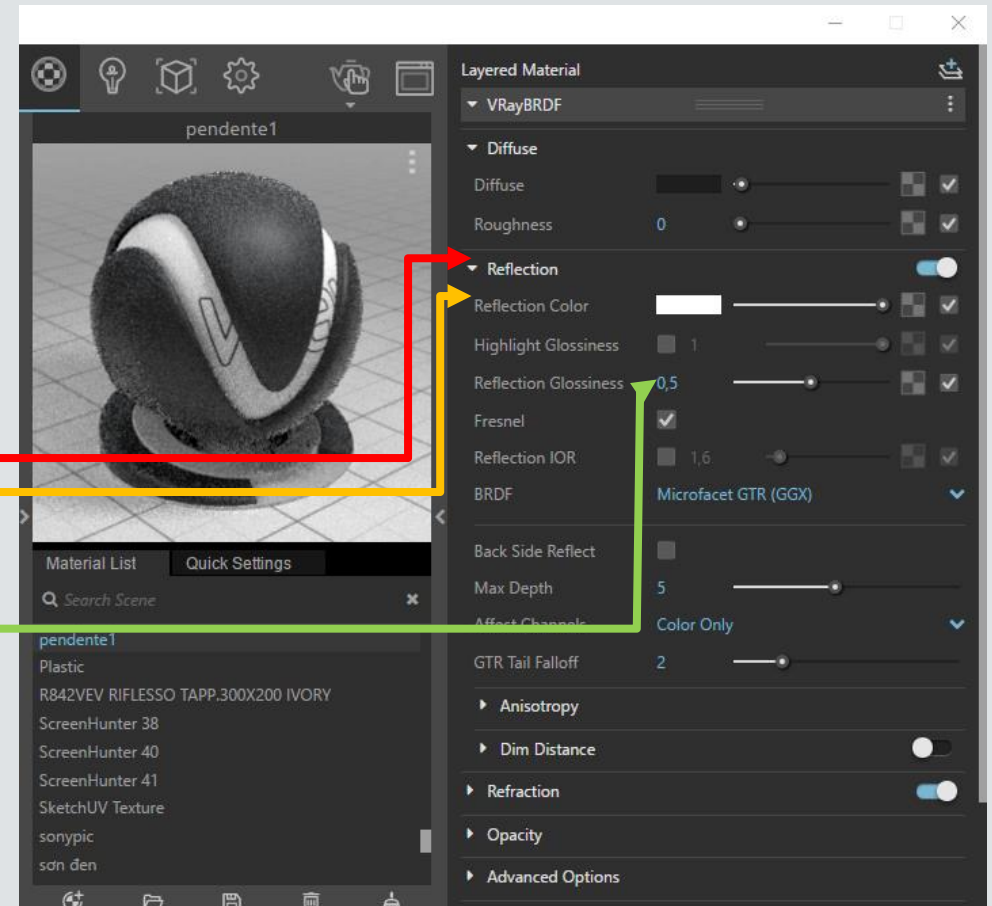 pendente1
Material List Quick Settings
Search Scene
pendente1
Plastic
R842VEV RIFLESSO TAPP.300X200 IVORY
ScreenHunter 38
ScreenHunter 40
ScreenHunter 41
SketchUV Texture
sonypic
sơn đen
Layered Material
VRayBRDF
Diffuse
Diffuse
Roughness 0
Reflection
Reflection Color
Highlight Glossiness 1
Reflection Glossiness 0,5
Fresnel
Reflection IOR 1,6
BRDF Microfacet GTR (GGX)
Back Side Reflect
Max Depth 5
Affect Channels Color Only
GTR Tail Falloff 2
Anisotropy
Dim Distance
Refraction
Opacity
Advanced Options